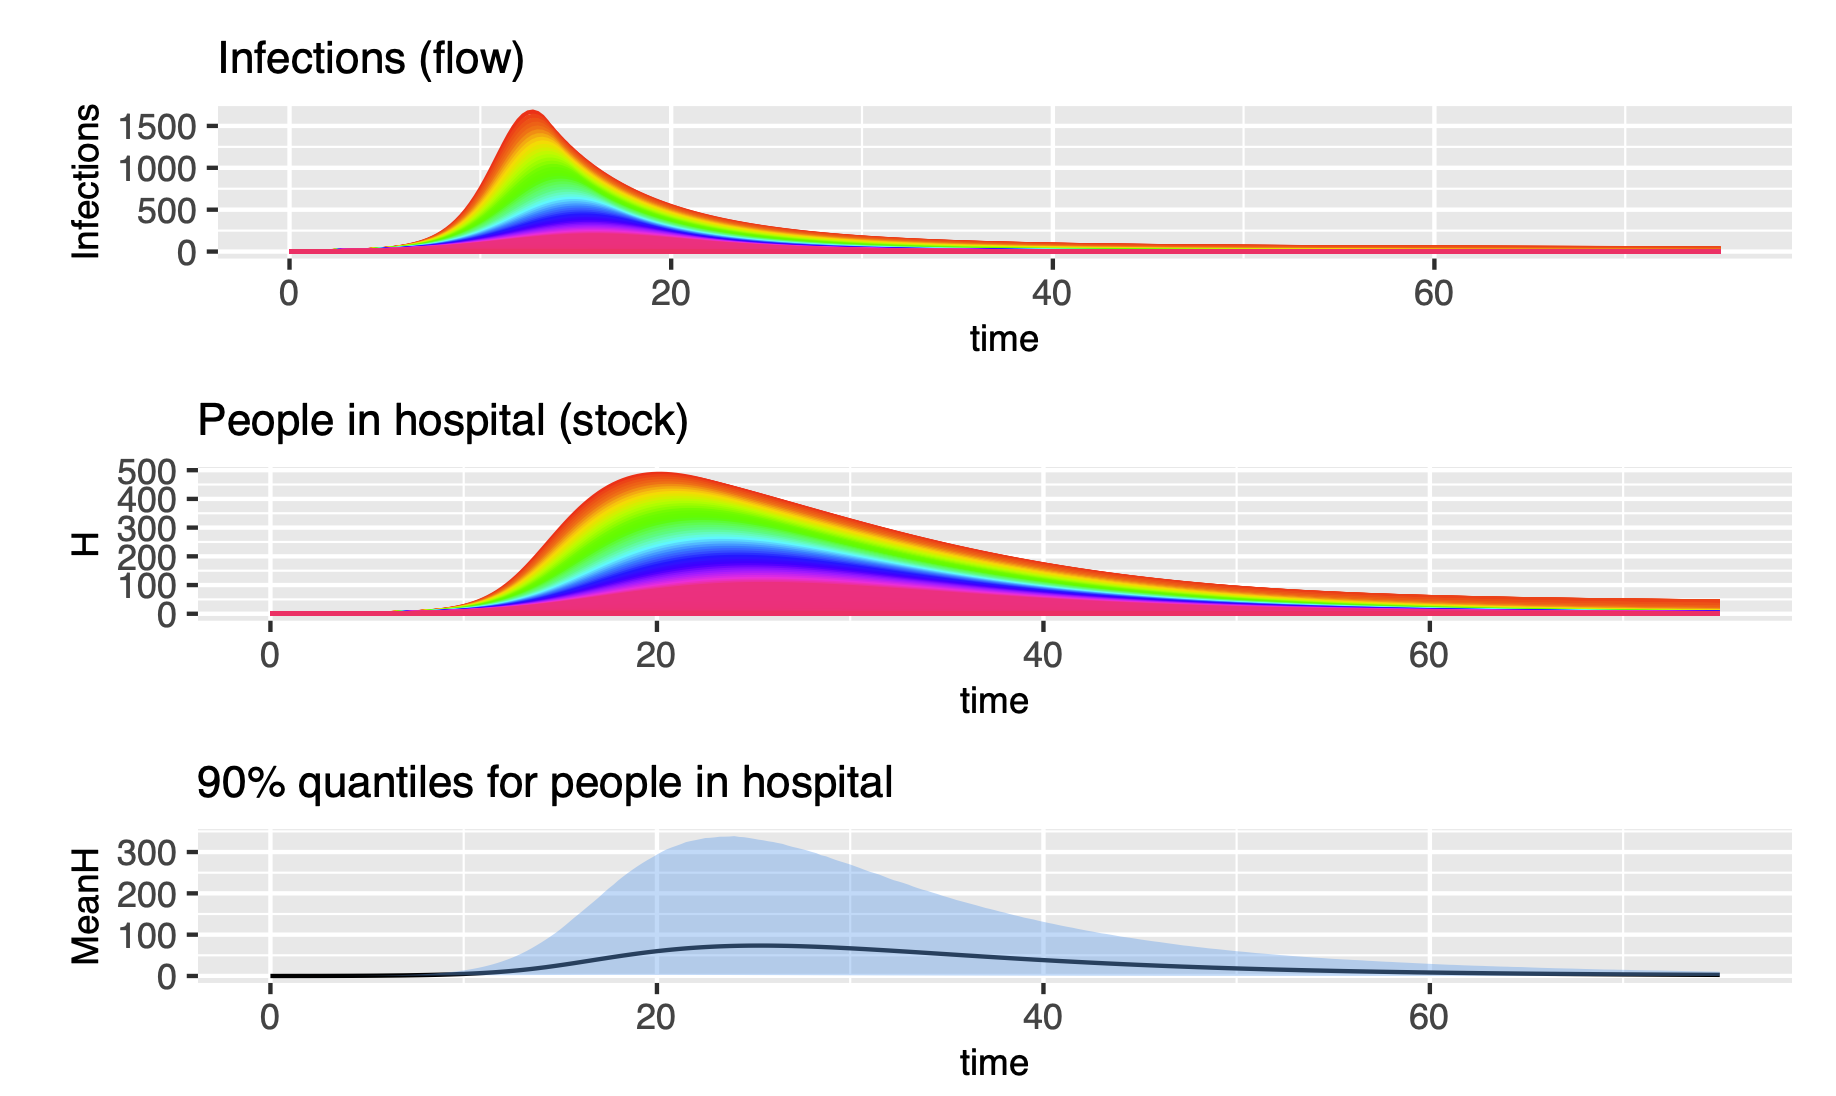 Infections (flow)
Infections
1500
1000
500
0
0 20 40 60
time
People in hospital (stock)
H
500
400
300
200
100
0
0 20 40 60
time
90% quantiles for people in hospital
MeanH
300
200
100
0
0 20 40 60
time